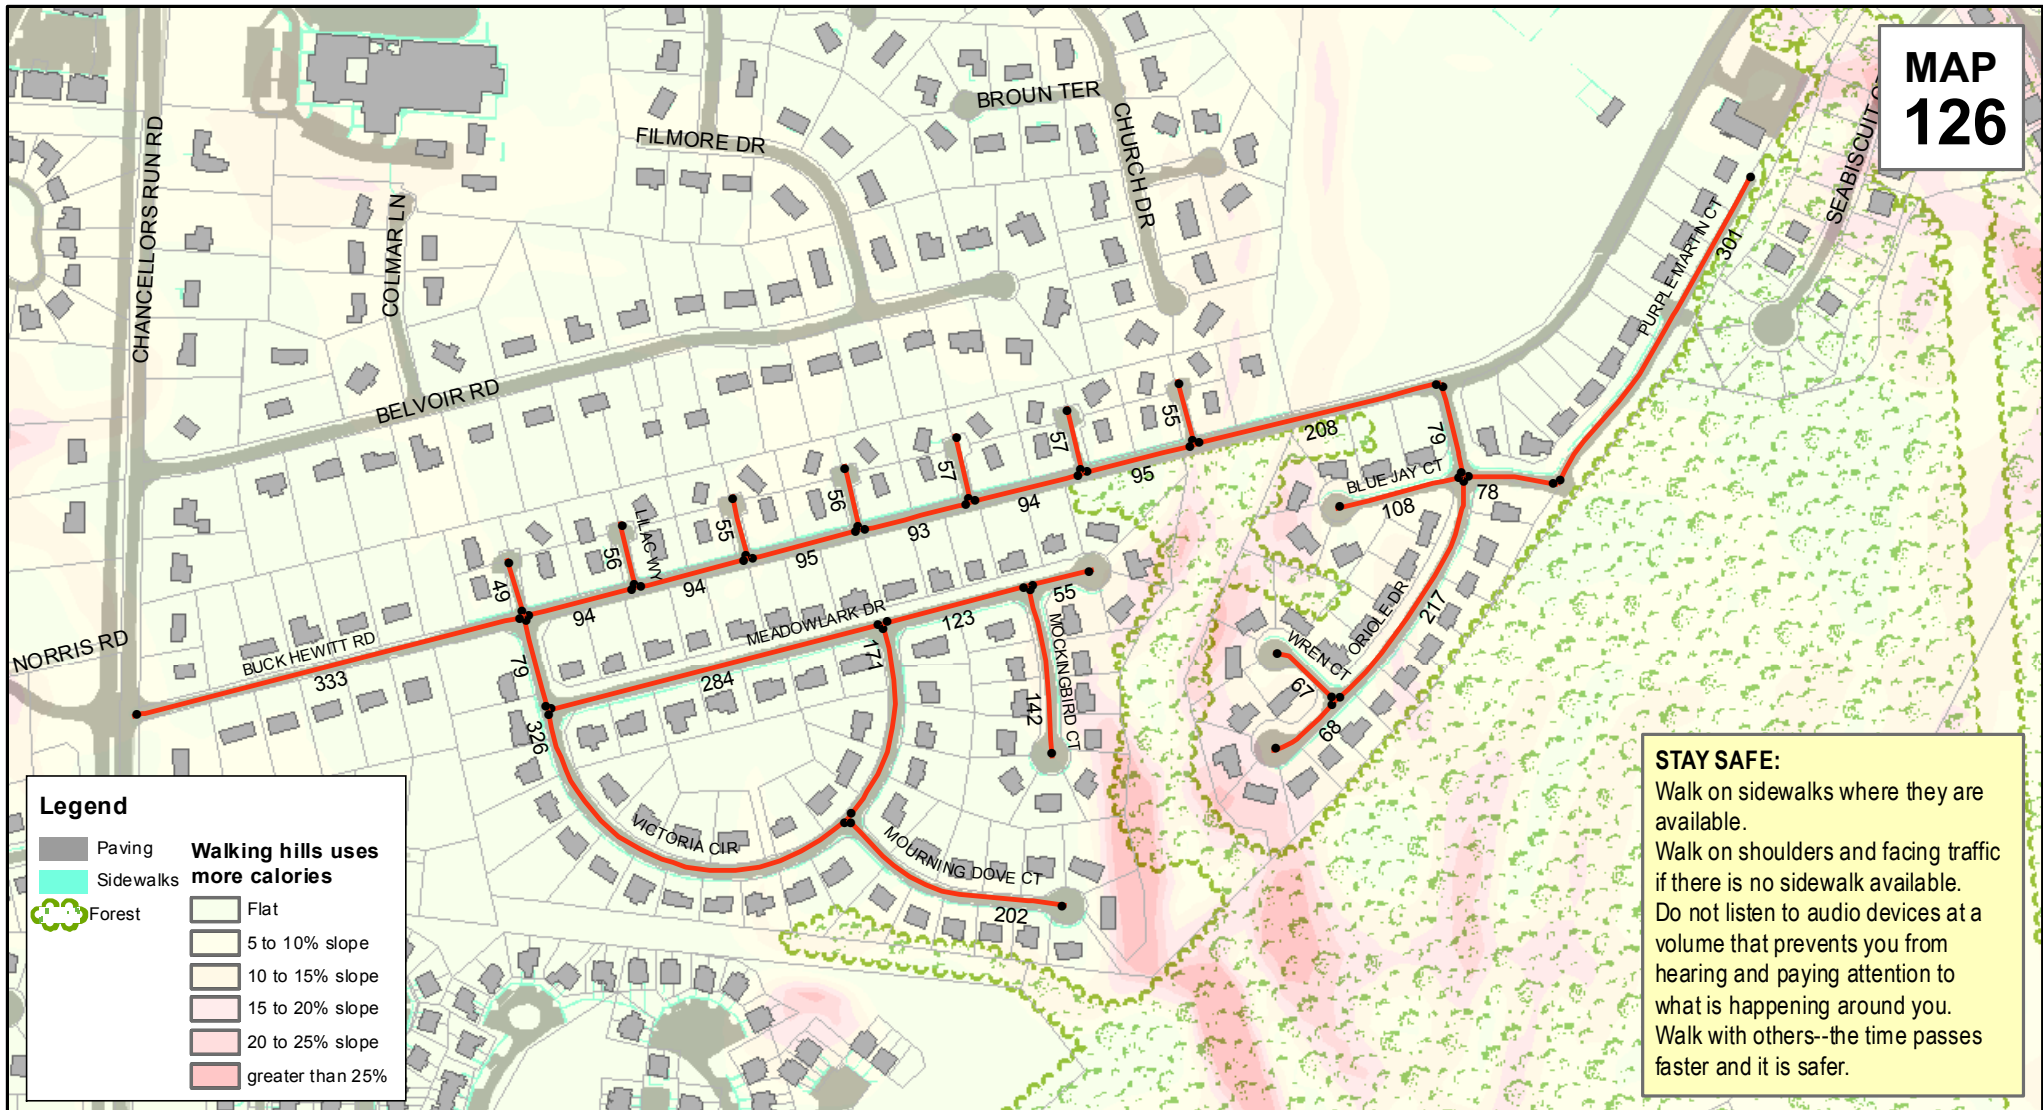 MAP
126
BROUN TER
FILMORE DR
CHURCH DR
CHANCELLORS RUN RD
COLMAR LN
SEABISCUIT
PURPLE MARTIN CT
301
BELVOIR RD
55
208
79
57
57
95
BLUE JAY CT
78
108
56
94
55
93
LILAC WY
56
95
49
94
94
ORIOLE DR
217
MEADOWLARK DR
123
55
MOCKINGBIRD CT
142
NORRIS RD
BUCK HEWITT RD
333
79
284
171
WREN CT
67
68
326
VICTORIA CIR
MOURNING DOVE CT
202
Legend
Paving
Sidewalks
Forest
Walking hills uses
more calories
Flat
5 to 10% slope
10 to 15% slope
15 to 20% slope
20 to 25% slope
greater than 25%
STAY SAFE:
Walk on sidewalks where they are
available.
Walk on shoulders and facing traffic
if there is no sidewalk available.
Do not listen to audio devices at a
volume that prevents you from
hearing and paying attention to
what is happening around you.
Walk with others--the time passes
faster and it is safer.